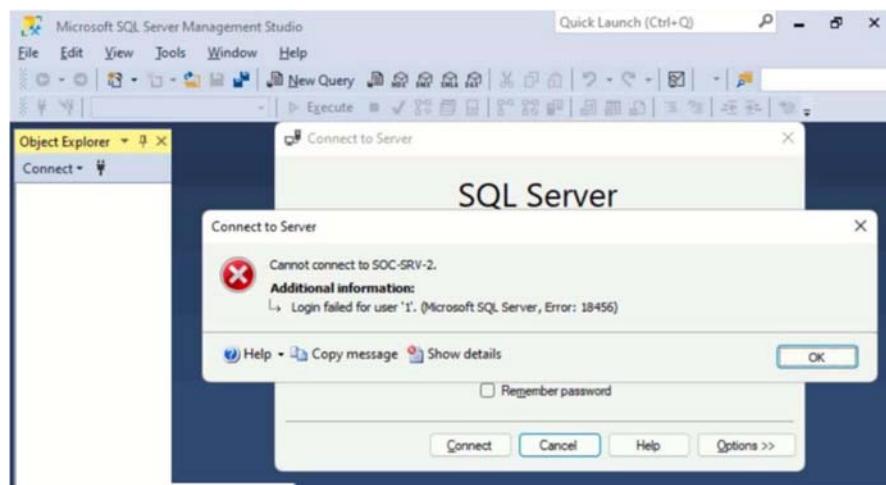 Microsoft SQL Server Management Studio
Quick Launch (Ctrl+Q)
File Edit View Tools Window Help
New Query
Execute
Object Explorer
Connect
Connect to Server
SQL Server
Connect to Server
Cannot connect to SOC-SRV-2.
Additional information:
Login failed for user '1'. (Microsoft SQL Server, Error: 18456)
Help Copy message Show details OK
Remember password
Connect Cancel Help Options >>